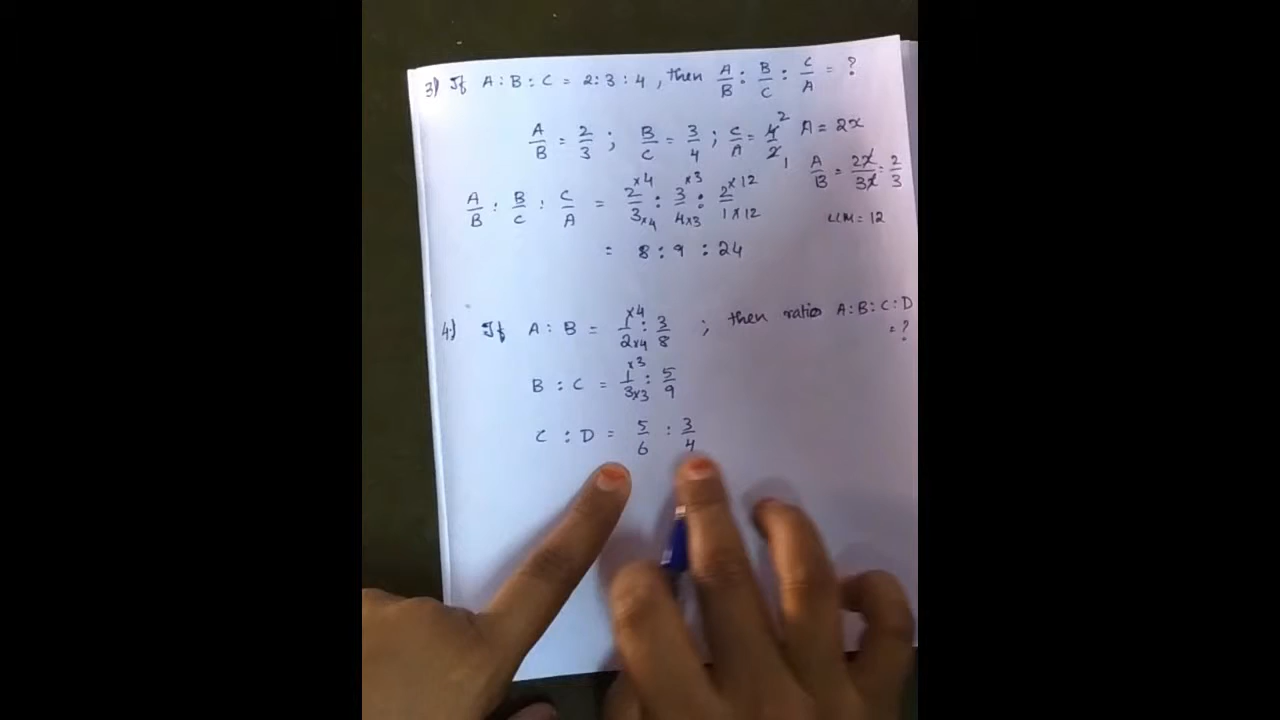 3) If A : B : C = 2 : 3 : 4 , then A/B : B/C : C/A = ?
A/B = 2/3 ; B/C = 3/4 ; C/A = 4/2 2 1 A = 2x
A/B = 2x/3x = 2/3
A/B : B/C : C/A = 2×4/3×4 : 3×3/4×3 : 2×12/1×12
LCM = 12
= 8 : 9 : 24
4) If A : B = 1×4/2×4 : 3/8 ; then ratio A:B:C:D = ?
B : C = 1×3/3×3 : 5/9
C : D = 5/6 : 3/4